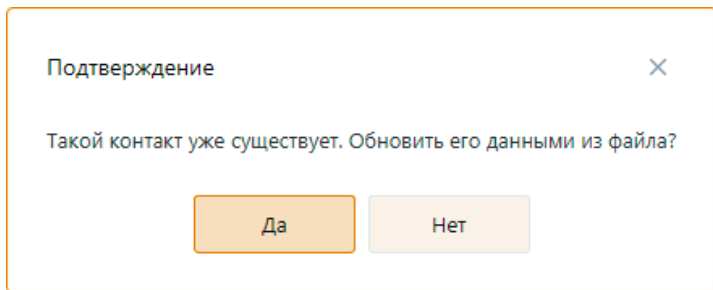 Подтверждение
Такой контакт уже существует. Обновить его данными из файла?
Да
Нет